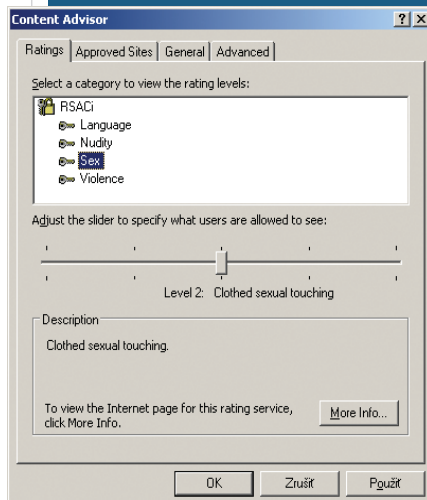 Content Advisor
Ratings Approved Sites General Advanced
Select a category to view the rating levels:
RSACi
Language
Nudity
Sex
Violence
Adjust the slider to specify what users are allowed to see:
Level 2: Clothed sexual touching
Description
Clothed sexual touching.
To view the Internet page for this rating service,
click More Info.
More Info...
OK Zrušiť Použiť